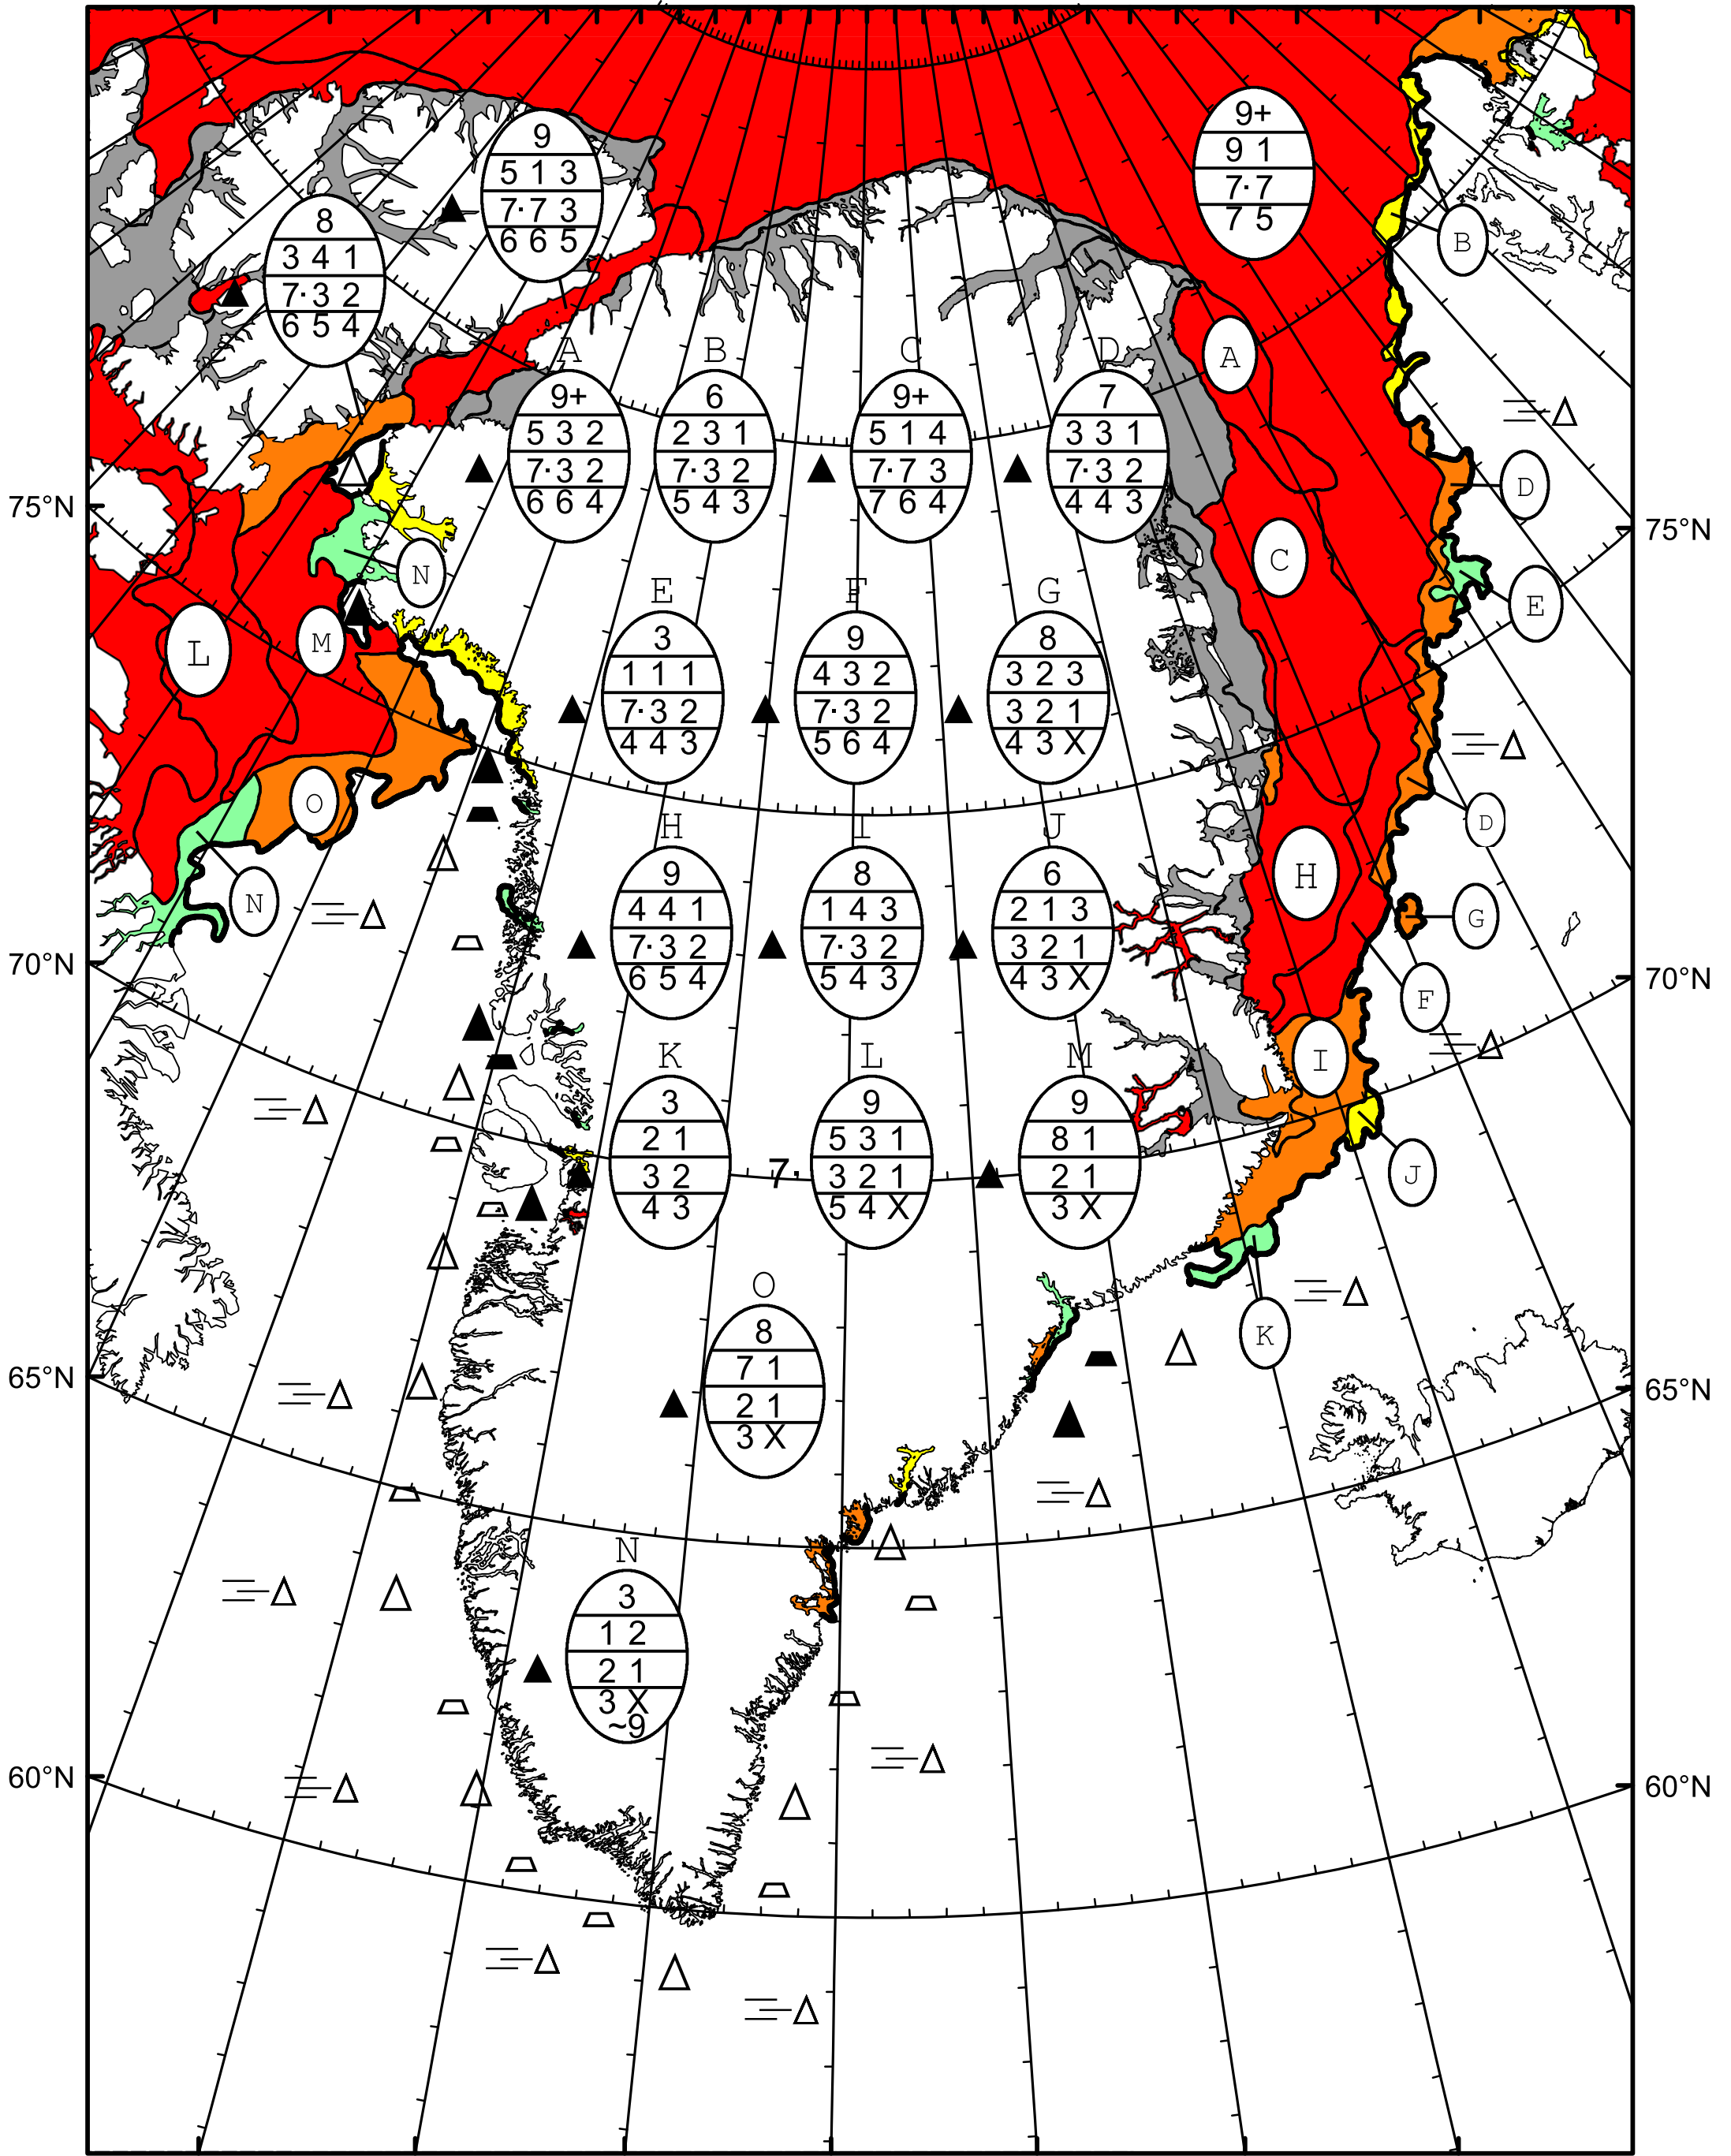 9+
9 1
7·7
7 5
9
5 1 3
7·7 3
6 6 5
8
3 4 1
7·3 2
6 5 4
B
A
A
9+
5 3 2
7·3 2
6 6 4
B
6
2 3 1
7·3 2
5 4 3
C
9+
5 1 4
7·7 3
7 6 4
D
7
3 3 1
7·3 2
4 4 3
D
75°N
75°N
C
N
E
E
3
1 1 1
7·3 2
4 4 3
F
9
4 3 2
7·3 2
5 6 4
G
8
3 2 3
3 2 1
4 3 X
L
M
O
D
H
N
G
H
9
4 4 1
7·3 2
6 5 4
I
8
1 4 3
7·3 2
5 4 3
J
6
2 1 3
3 2 1
4 3 X
70°N
70°N
F
I
J
K
3
2 1
3 2
4 3
L
9
5 3 1
7· 3 2 1
5 4 X
M
9
8 1
2 1
3 X
K
O
8
7 1
2 1
3 X
65°N
65°N
N
3
1 2
2 1
3 X
~9
60°N
60°N